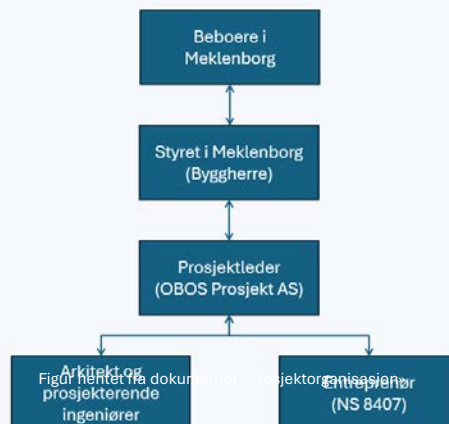 Beboere i
Meklenborg
Styret i Meklenborg
(Byggherre)
Prosjektleder
(OBOS Prosjekt AS)
Arkitekt og
prosjekterende
ingeniører
Entreprenør
(NS 8407)
Figur hentet fra dokumentet «Prosjektorganisasjon»